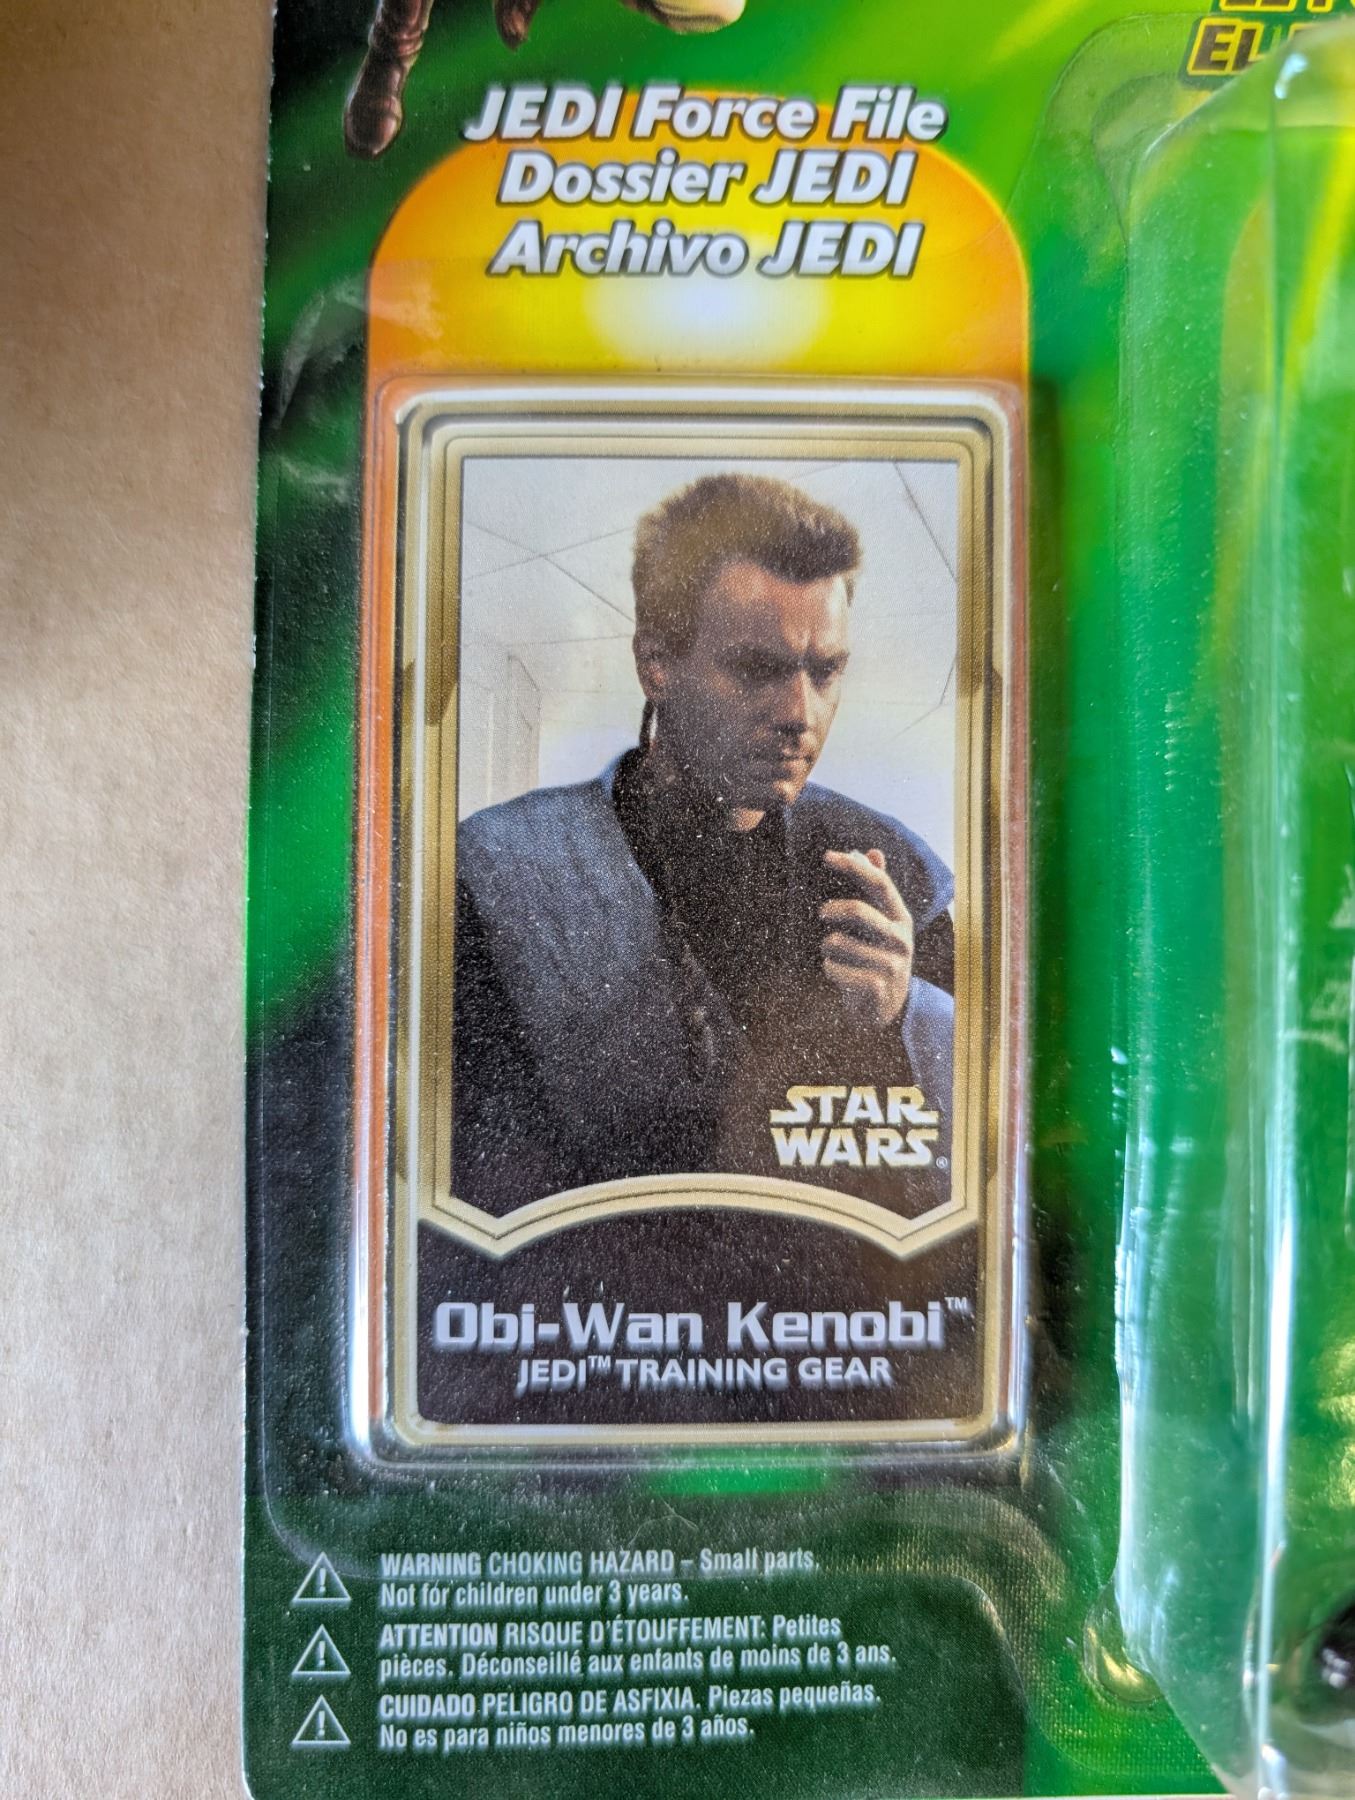 EL
JEDI Force File
Dossier JEDI
Archivo JEDI
STAR
WARS®
Obi-Wan Kenobi™
JEDI™ TRAINING GEAR
WARNING CHOKING HAZARD – Small parts.
Not for children under 3 years.
ATTENTION RISQUE D'ÉTOUFFEMENT: Petites
pièces. Déconseillé aux enfants de moins de 3 ans.
CUIDADO PELIGRO DE ASFIXIA. Piezas pequeñas.
No es para niños menores de 3 años.